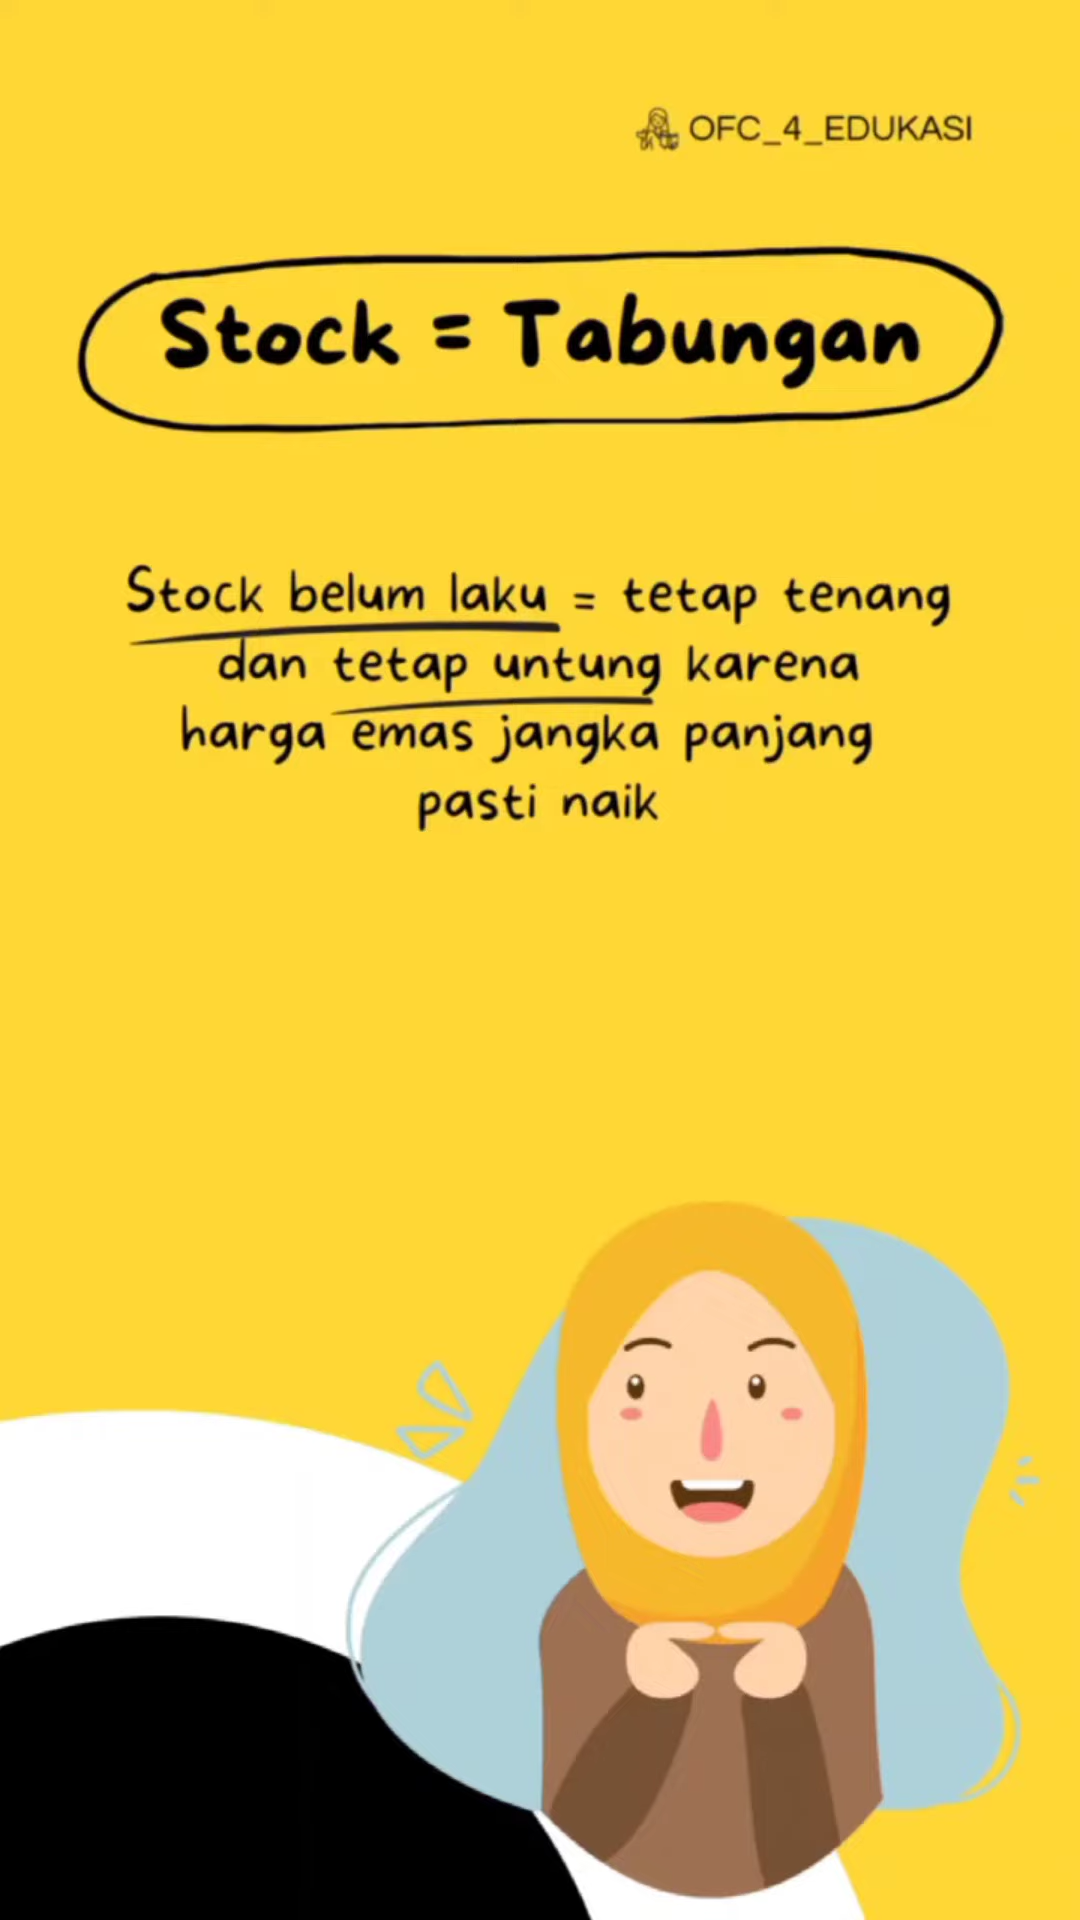 OFC_4_EDUKASI
Stock = Tabungan
Stock belum laku = tetap tenang
dan tetap untung karena
harga emas jangka panjang
pasti naik